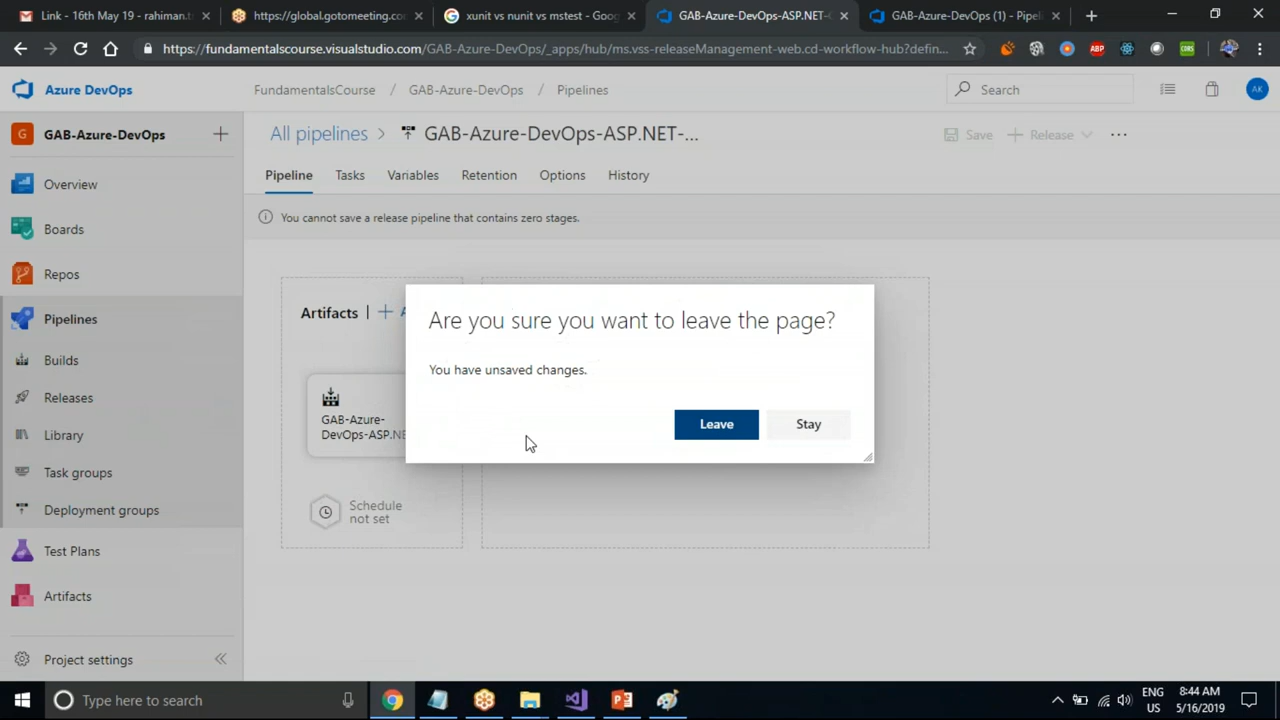 Link - 16th May 19 - rahiman.t
https://global.gotomeeting.co
xunit vs nunit vs mstest - Goog
GAB-Azure-DevOps-ASP.NET-
GAB-Azure-DevOps (1) - Pipeli
https://fundamentalscourse.visualstudio.com/GAB-Azure-DevOps/_apps/hub/ms.vss-releaseManagement-web.cd-workflow-hub?defin...
ABP
CORS
Azure DevOps
FundamentalsCourse / GAB-Azure-DevOps / Pipelines
Search
AK
G GAB-Azure-DevOps
All pipelines > GAB-Azure-DevOps-ASP.NET-...
Save
Release
Overview
Boards
Repos
Pipelines
Builds
Releases
Library
Task groups
Deployment groups
Test Plans
Artifacts
Project settings
Pipeline Tasks Variables Retention Options History
You cannot save a release pipeline that contains zero stages.
Artifacts | + A
GAB-Azure-
DevOps-ASP.NE
Schedule
not set
Are you sure you want to leave the page?
You have unsaved changes.
Leave
Stay
Type here to search
ENG
US
8:44 AM
5/16/2019